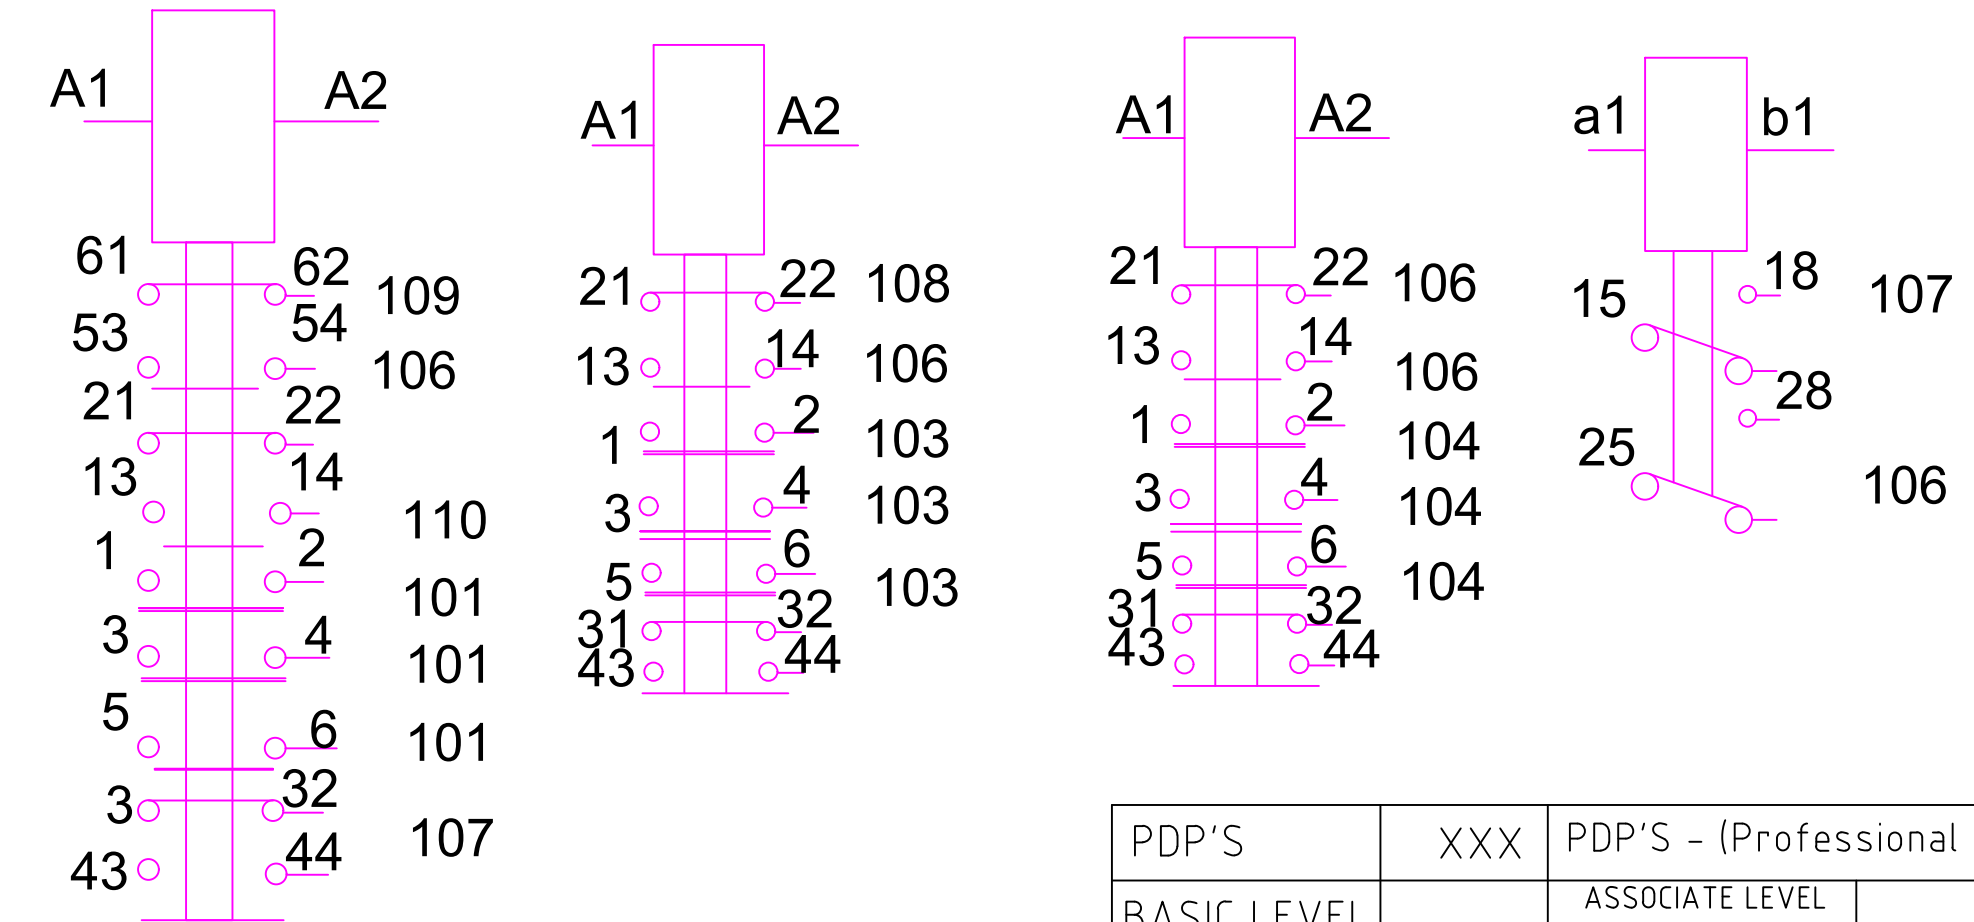 A1 A2
61 62 109
53 54
106
21 22
13 14
110
1 2
101
3 4
101
5 6
101
3 32
107
43 44
A1 A2
21 22 108
13 14 106
1 2 103
3 4 103
5 6 103
31 32
43 44
A1 A2
21 22 106
13 14 106
1 2 104
3 4 104
5 6 104
31 32
43 44
a1 b1
15 18 107
28
25
106
PDP'S XXX PDP'S - (Professional
BASIC LEVEL ASSOCIATE LEVEL